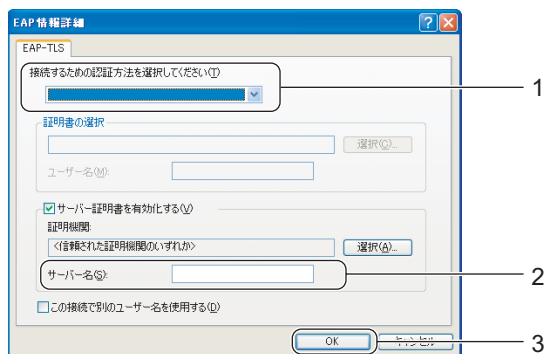 EAP情報詳細
EAP-TLS
接続するための認証方法を選択してください(T)
1
証明書の選択
選択(C)...
ユーザー名(M):
サーバー証明書を有効化する(V)
証明機関:
<信頼された証明機関のいずれか>
選択(A)...
サーバー名(S):
2
この接続で別のユーザー名を使用する(D)
OK
キャンセル
3